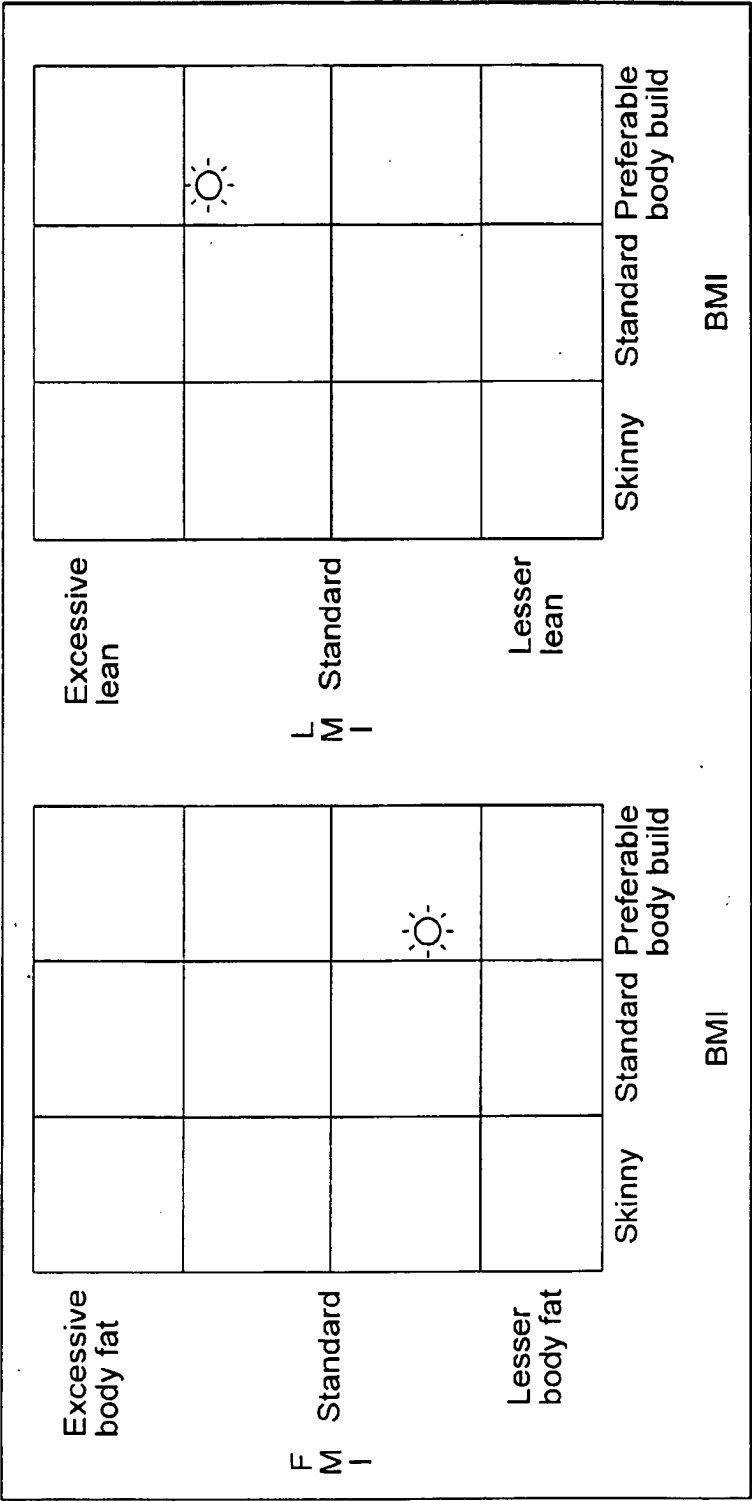 Excessive
body fat
F
M
I
Standard
Lesser
body fat
Skinny
Standard
Preferable
body build
BMI
Excessive
lean
L
M
I
Standard
Lesser
lean
Skinny
Standard
Preferable
body build
BMI